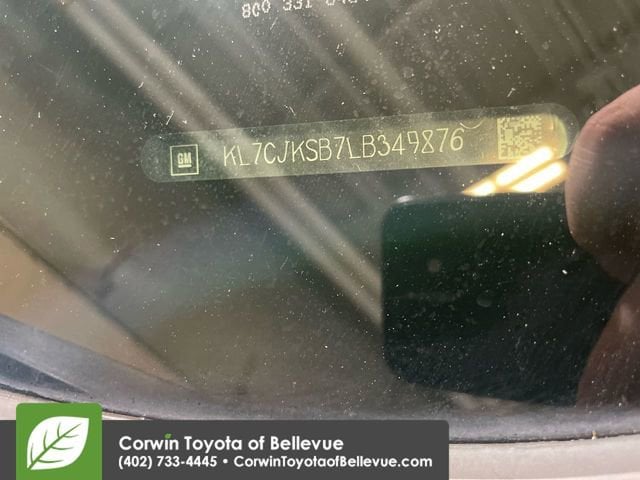 GM KL7CJKSB7LB349876
Corwin Toyota of Bellevue
(402) 733-4445 • CorwinToyotaofBellevue.com